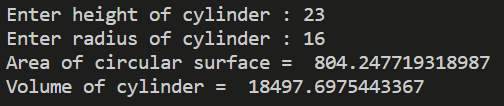 Enter height of cylinder : 23
Enter radius of cylinder : 16
Area of circular surface =  804.247719318987
Volume of cylinder =  18497.6975443367